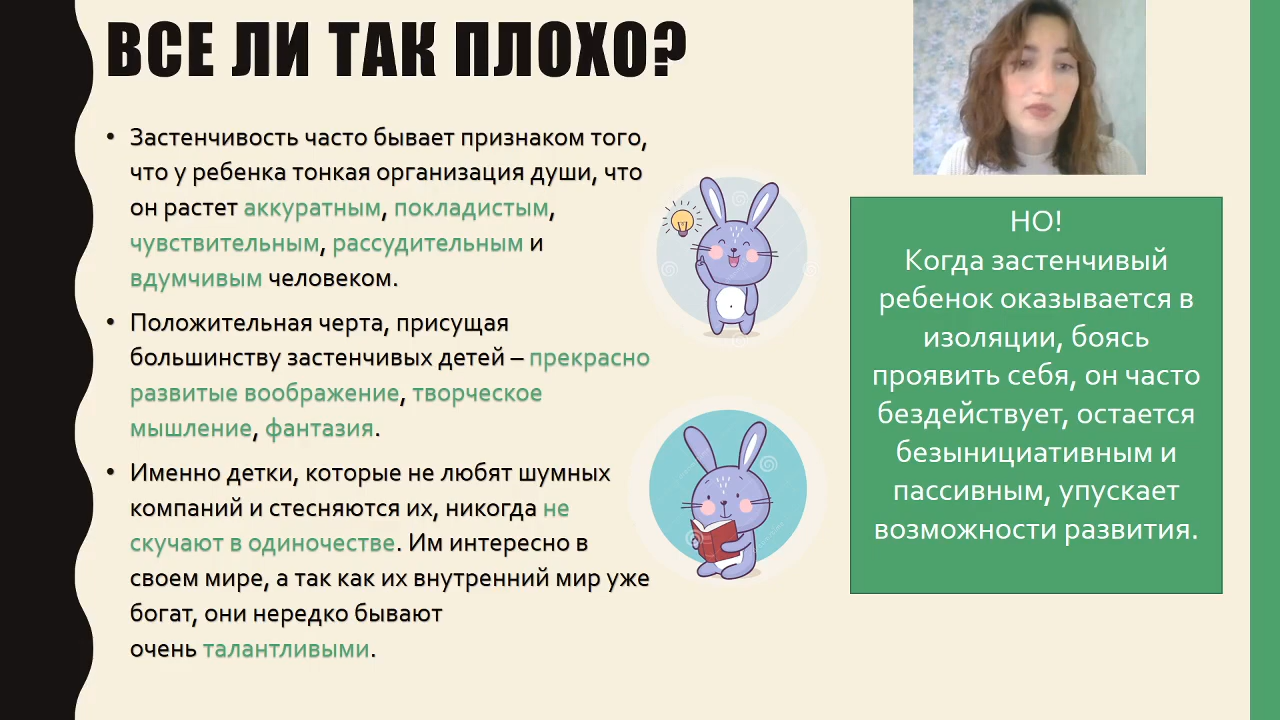 ВСЕ ЛИ ТАК ПЛОХО?
• Застенчивость часто бывает признаком того,
что у ребенка тонкая организация души, что
он растет аккуратным, покладистым,
чувствительным, рассудительным и
вдумчивым человеком.
• Положительная черта, присущая
большинству застенчивых детей – прекрасно
развитые воображение, творческое
мышление, фантазия.
• Именно детки, которые не любят шумных
компаний и стесняются их, никогда не
скучают в одиночестве. Им интересно в
своем мире, а так как их внутренний мир уже
богат, они нередко бывают
очень талантливыми.
НО!
Когда застенчивый
ребенок оказывается в
изоляции, боясь
проявить себя, он часто
бездействует, остается
безынициативным и
пассивным, упускает
возможности развития.